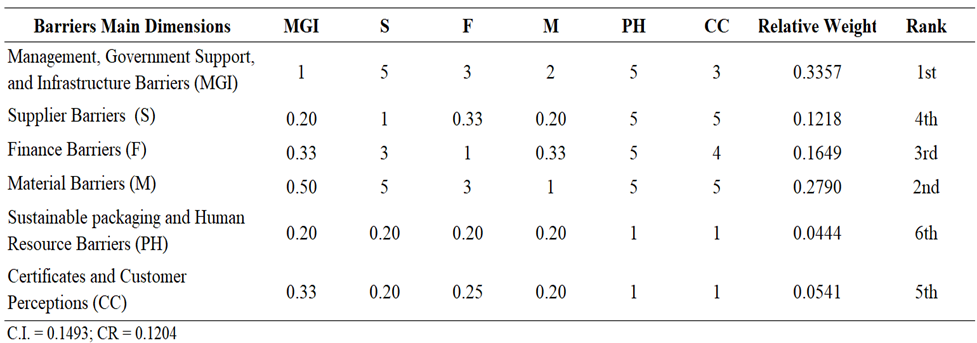 Barriers Main Dimensions MGI S F M PH CC Relative Weight Rank
Management, Government Support,
and Infrastructure Barriers (MGI) 1 5 3 2 5 3 0.3357 1st
Supplier Barriers (S) 0.20 1 0.33 0.20 5 5 0.1218 4th
Finance Barriers (F) 0.33 3 1 0.33 5 4 0.1649 3rd
Material Barriers (M) 0.50 5 3 1 5 5 0.2790 2nd
Sustainable packaging and Human
Resource Barriers (PH) 0.20 0.20 0.20 0.20 1 1 0.0444 6th
Certificates and Customer
Perceptions (CC) 0.33 0.20 0.25 0.20 1 1 0.0541 5th
C.I. = 0.1493; CR = 0.1204